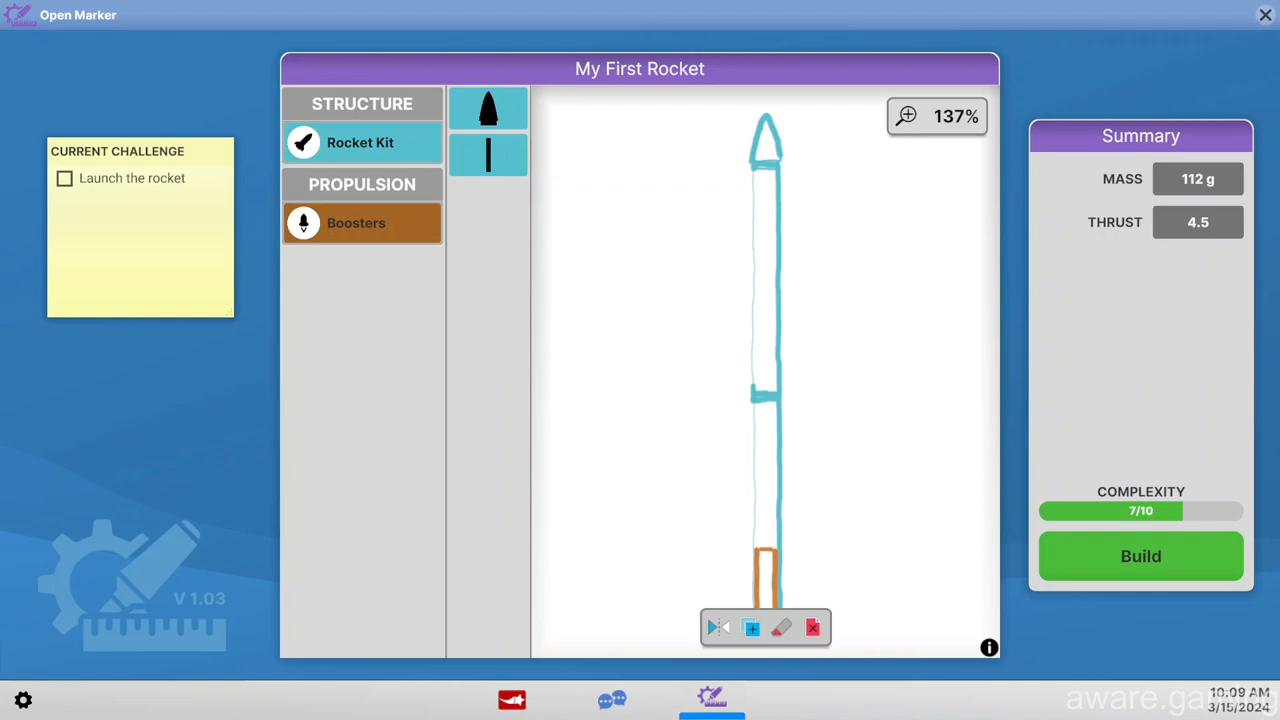 Open Marker
My First Rocket
STRUCTURE
Rocket Kit
PROPULSION
Boosters
137%
CURRENT CHALLENGE
Launch the rocket
Summary
MASS 112 g
THRUST 4.5
COMPLEXITY
7/10
Build
V 1.03
aware.gaming
10:09 AM
3/15/2024